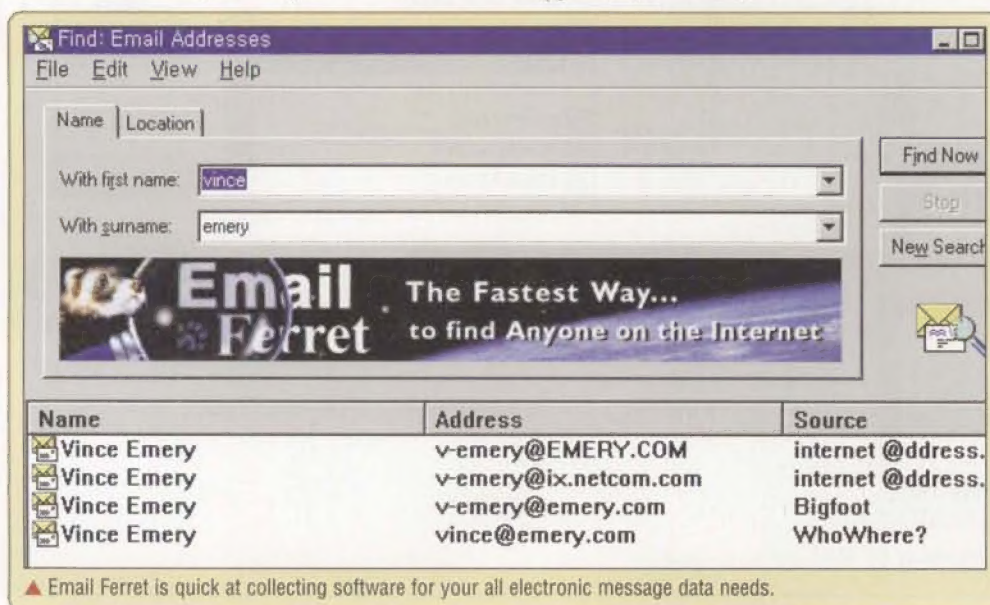 Find: Email Addresses
File Edit View Help
Name Location
With first name: vince
With surname: emery
Find Now
Stop
New Search
Email Ferret
The Fastest Way...
to find Anyone on the Internet
Name Address Source
Vince Emery v-emery@EMERY.COM internet @ddress.
Vince Emery v-emery@ix.netcom.com internet @ddress.
Vince Emery v-emery@emery.com Bigfoot
Vince Emery vince@emery.com WhoWhere?
▲ Email Ferret is quick at collecting software for your all electronic message data needs.